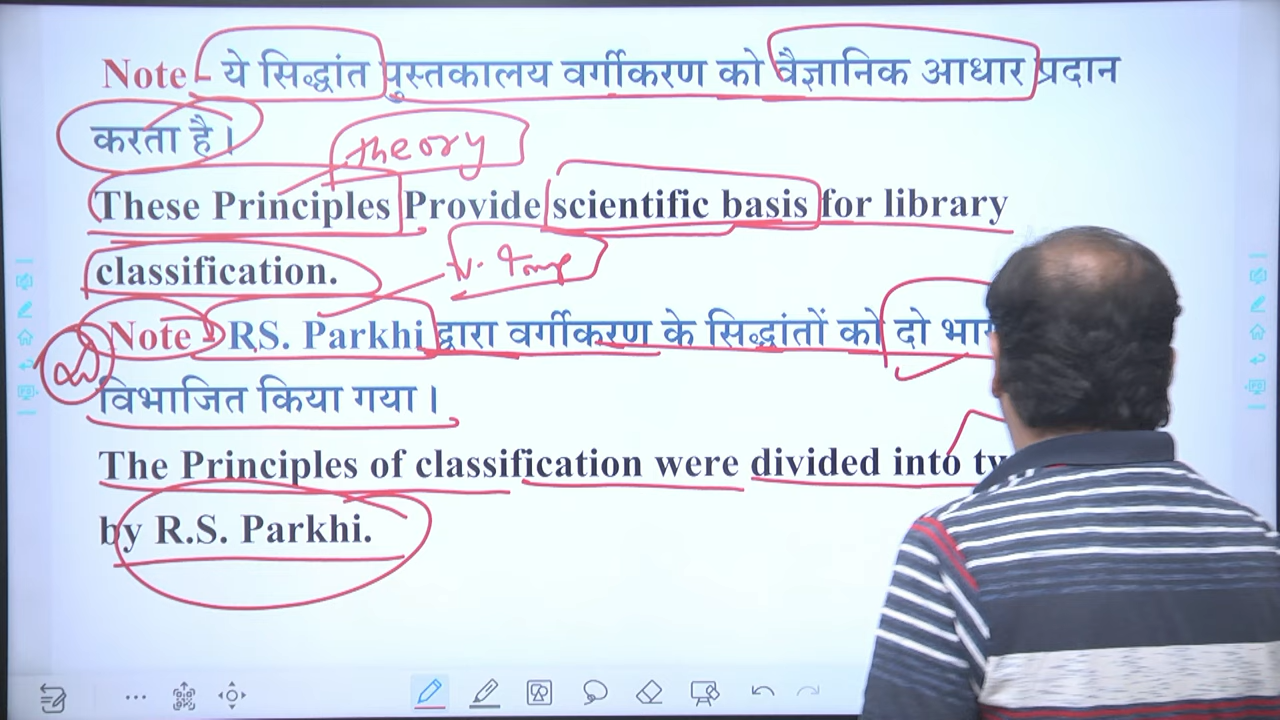 Note - ये सिद्धांत पुस्तकालय वर्गीकरण को वैज्ञानिक आधार प्रदान
करता है।
theory
These Principles Provide scientific basis for library
classification.
Note - RS. Parkhi द्वारा वर्गीकरण के सिद्धांतों को दो
विभाजित किया गया।
The Principles of classification were divided into
by R.S. Parkhi.